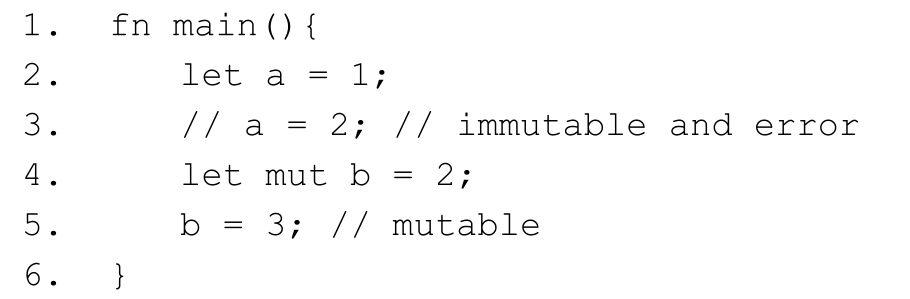 1. fn main(){
2. let a = 1;
3. // a = 2; // immutable and error
4. let mut b = 2;
5. b = 3; // mutable
6. }